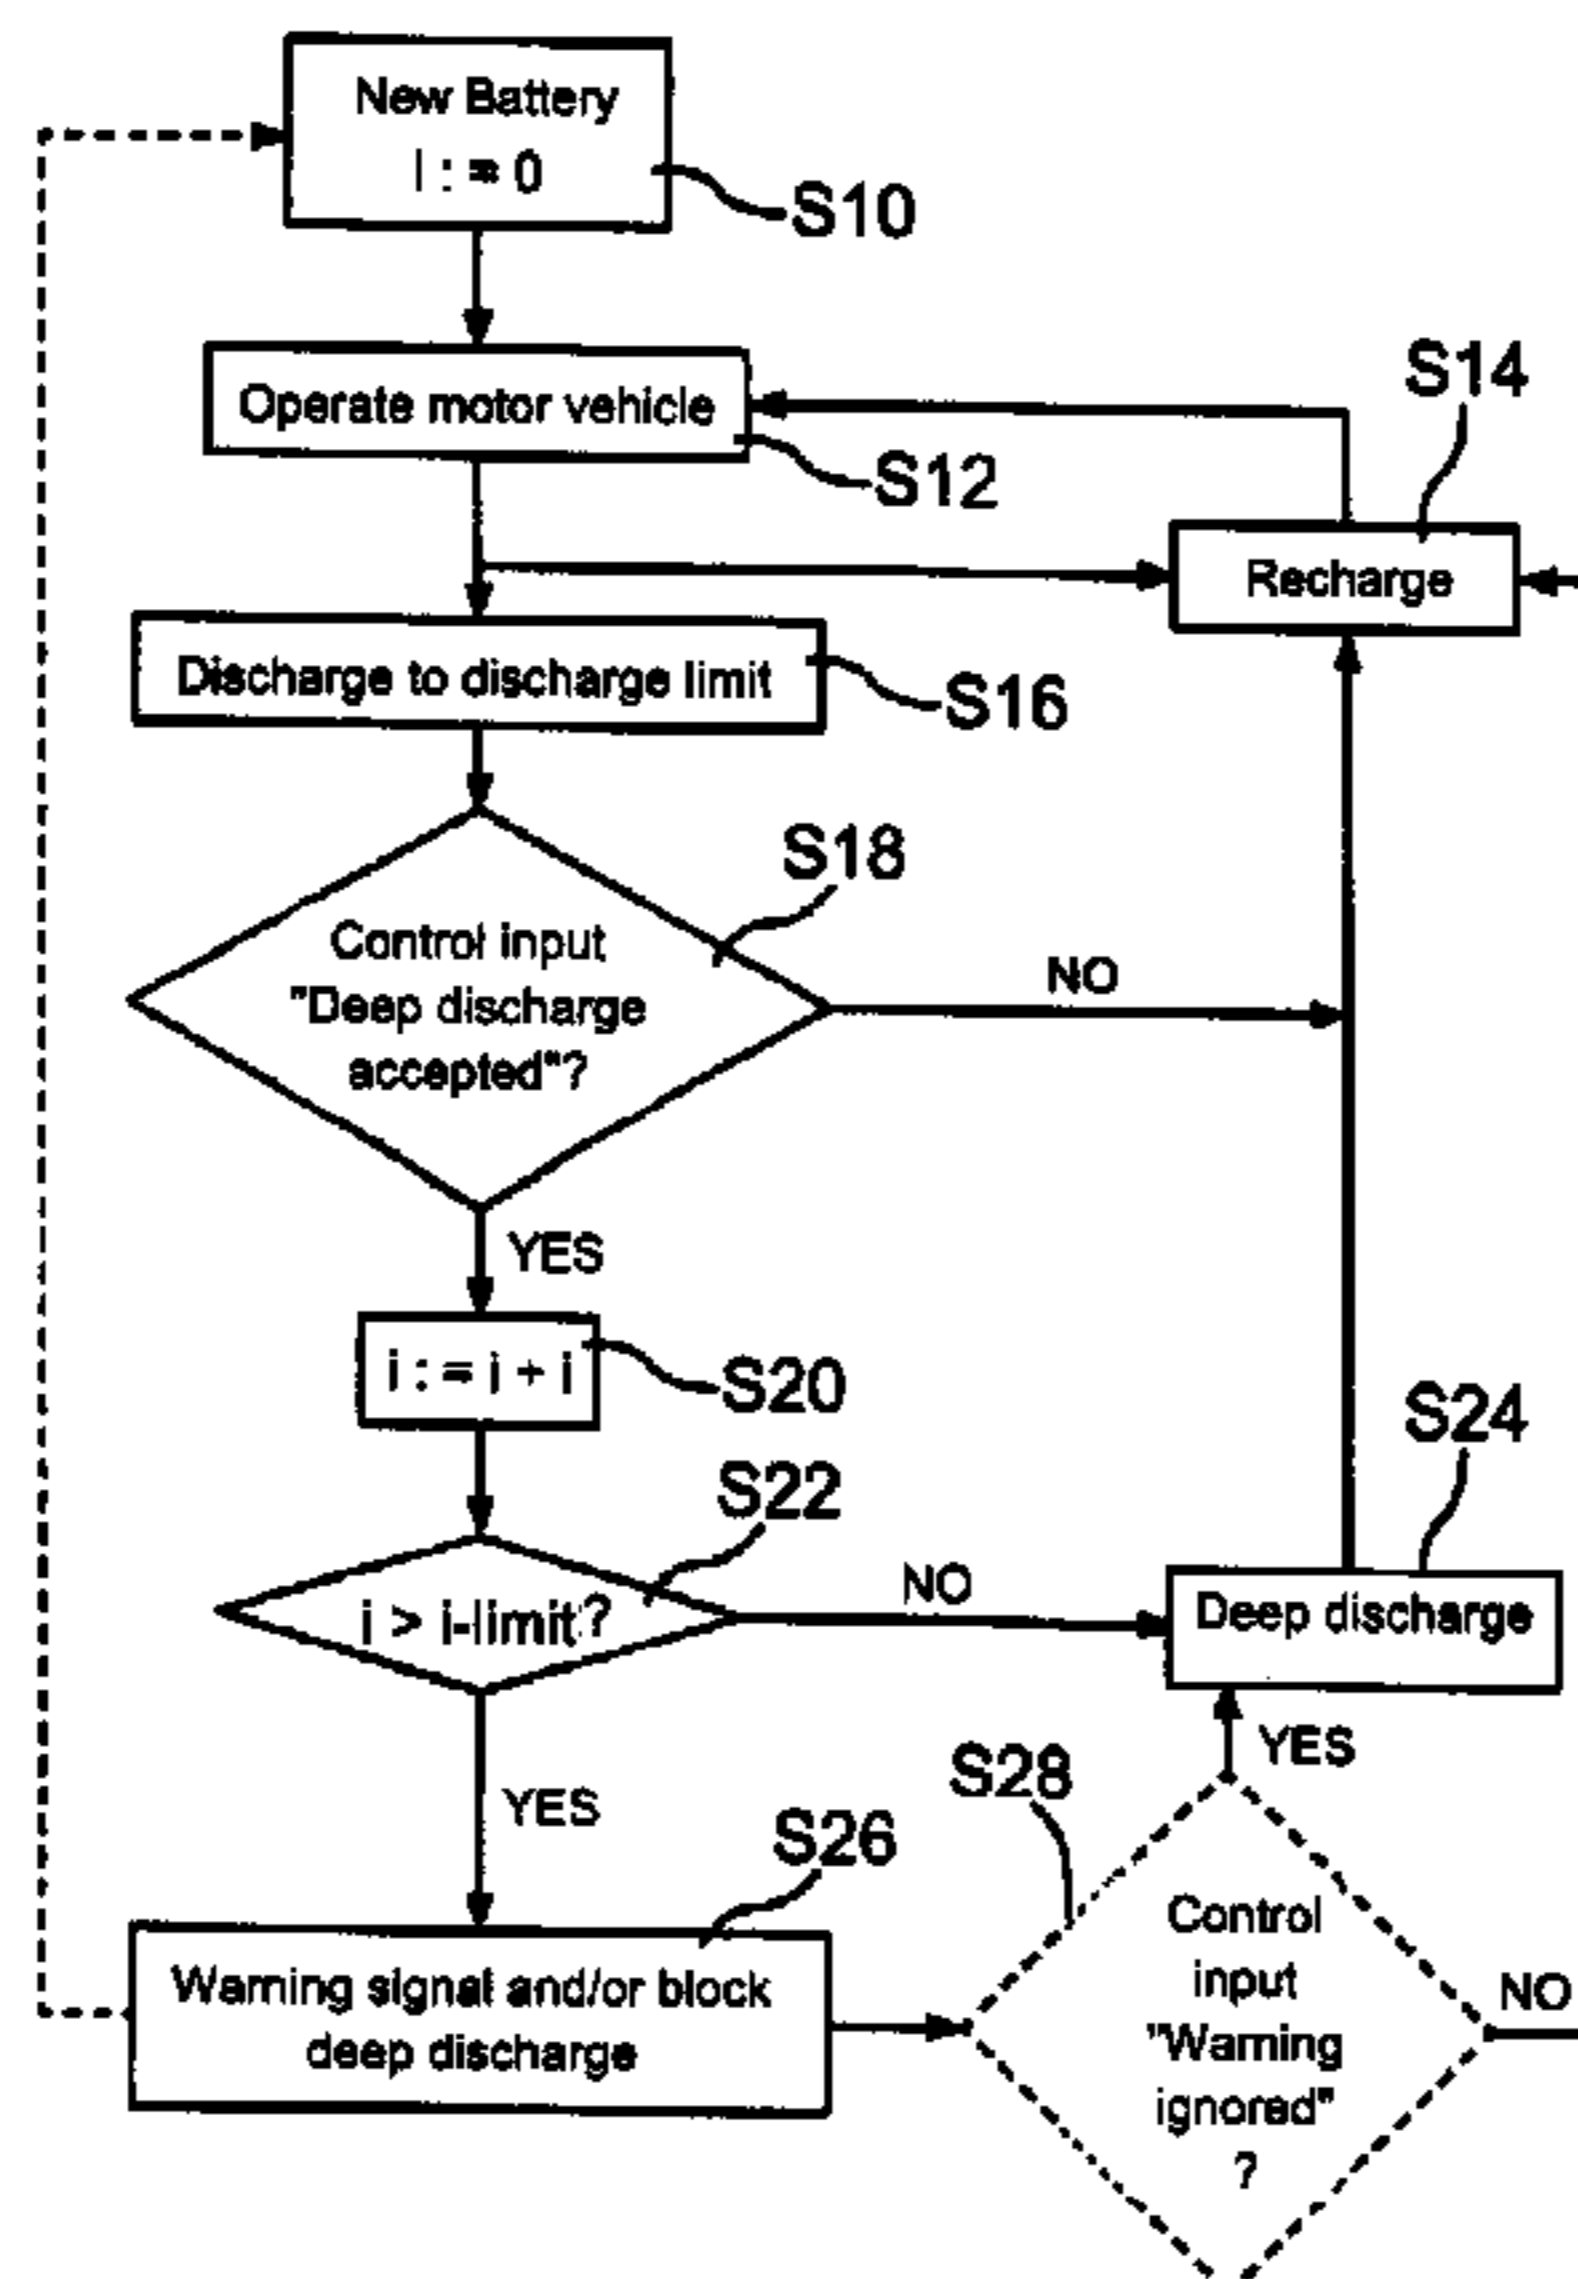 New Battery
I : = 0
S10
Operate motor vehicle
S12
S14
Recharge
Discharge to discharge limit
S16
S18
Control input
"Deep discharge
accepted"?
NO
YES
i : = i + i
S20
S22
i > i-limit?
NO
S24
Deep discharge
YES
YES
S26
Warning signal and/or block
deep discharge
S28
Control
input
"Warning
ignored"
?
NO